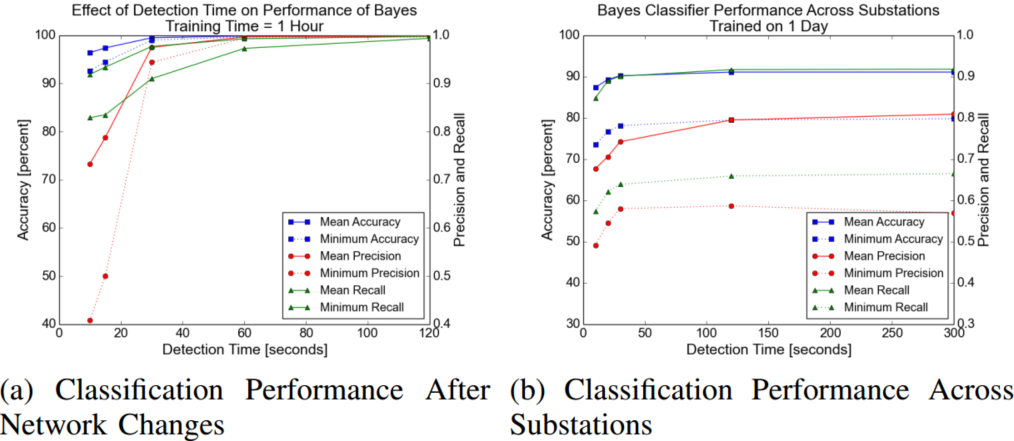 Effect of Detection Time on Performance of Bayes
Training Time = 1 Hour
Accuracy [percent]
100
90
80
70
60
50
40
1.0
0.9
0.8
0.7
0.6
0.5
0.4
Precision and Recall
Mean Accuracy
Minimum Accuracy
Mean Precision
Minimum Precision
Mean Recall
Minimum Recall
0 20 40 60 80 100 120
Detection Time [seconds]
(a) Classification Performance After
Network Changes
Bayes Classifier Performance Across Substations
Trained on 1 Day
Accuracy [percent]
100
90
80
70
60
50
40
30
1.0
0.9
0.8
0.7
0.6
0.5
0.4
0.3
Precision and Recall
Mean Accuracy
Minimum Accuracy
Mean Precision
Minimum Precision
Mean Recall
Minimum Recall
0 50 100 150 200 250 300
Detection Time [seconds]
(b) Classification Performance Across
Substations